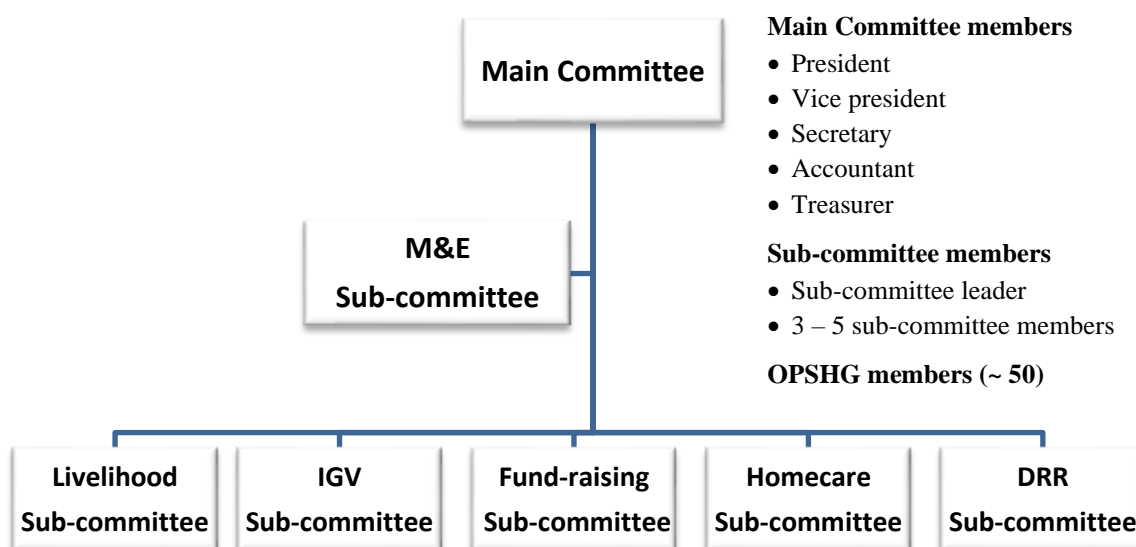 Main Committee
Main Committee members
• President
• Vice president
• Secretary
• Accountant
• Treasurer
M&E
Sub-committee
Sub-committee members
• Sub-committee leader
• 3 – 5 sub-committee members
OPSHG members (~ 50)
Livelihood
Sub-committee
IGV
Sub-committee
Fund-raising
Sub-committee
Homecare
Sub-committee
DRR
Sub-committee